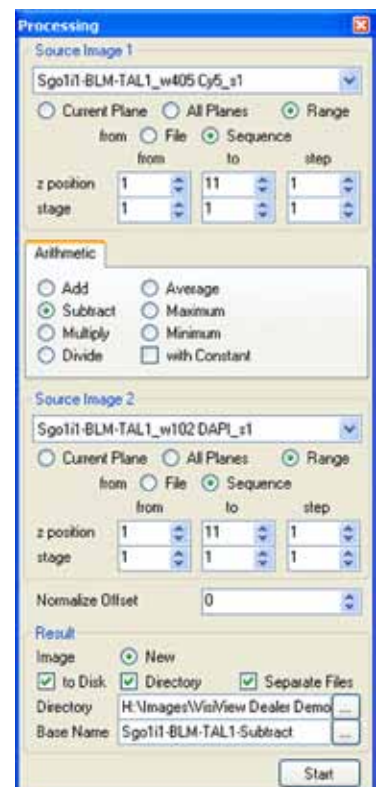 Processing
Source Image 1
Sgo1i1-BLM-TAL1_w405 Cy5_s1
Current Plane All Planes Range
from File Sequence
from to step
z position 1 11 1
stage 1 1 1
Arithmetic
Add Average
Subtract Maximum
Multiply Minimum
Divide with Constant
Source Image 2
Sgo1i1-BLM-TAL1_w102 DAPI_s1
Current Plane All Planes Range
from File Sequence
from to step
z position 1 11 1
stage 1 1 1
Normalize Offset 0
Result
Image New
to Disk Directory Separate Files
Directory H:\Images\VisiView Dealer Demo ...
Base Name Sgo1i1-BLM-TAL1-Subtract ...
Start